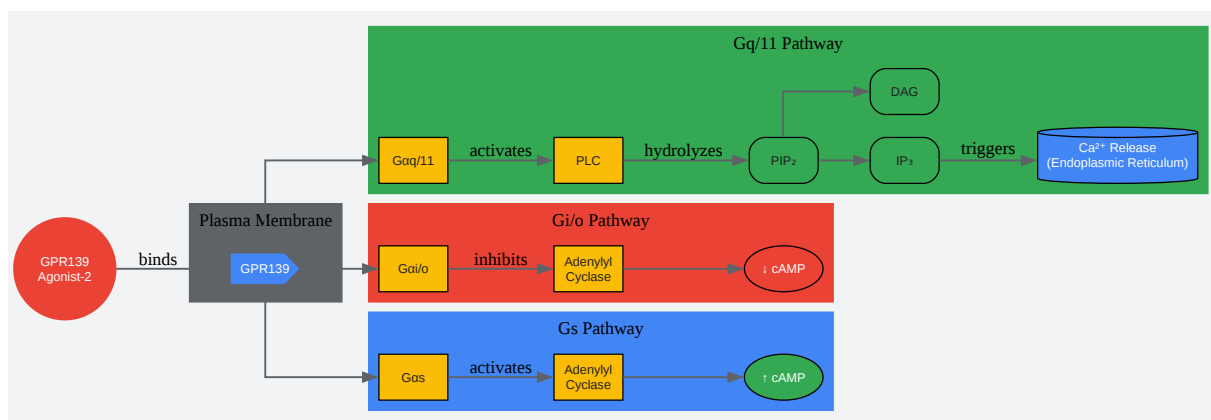 Gq/11 Pathway
DAG
Gαq/11
activates
PLC
hydrolyzes
PIP₂
IP₃
triggers
Ca²⁺ Release
(Endoplasmic Reticulum)
GPR139
Agonist-2
binds
Plasma Membrane
GPR139
Gi/o Pathway
Gαi/o
inhibits
Adenylyl
Cyclase
↓ cAMP
Gs Pathway
Gαs
activates
Adenylyl
Cyclase
↑ cAMP